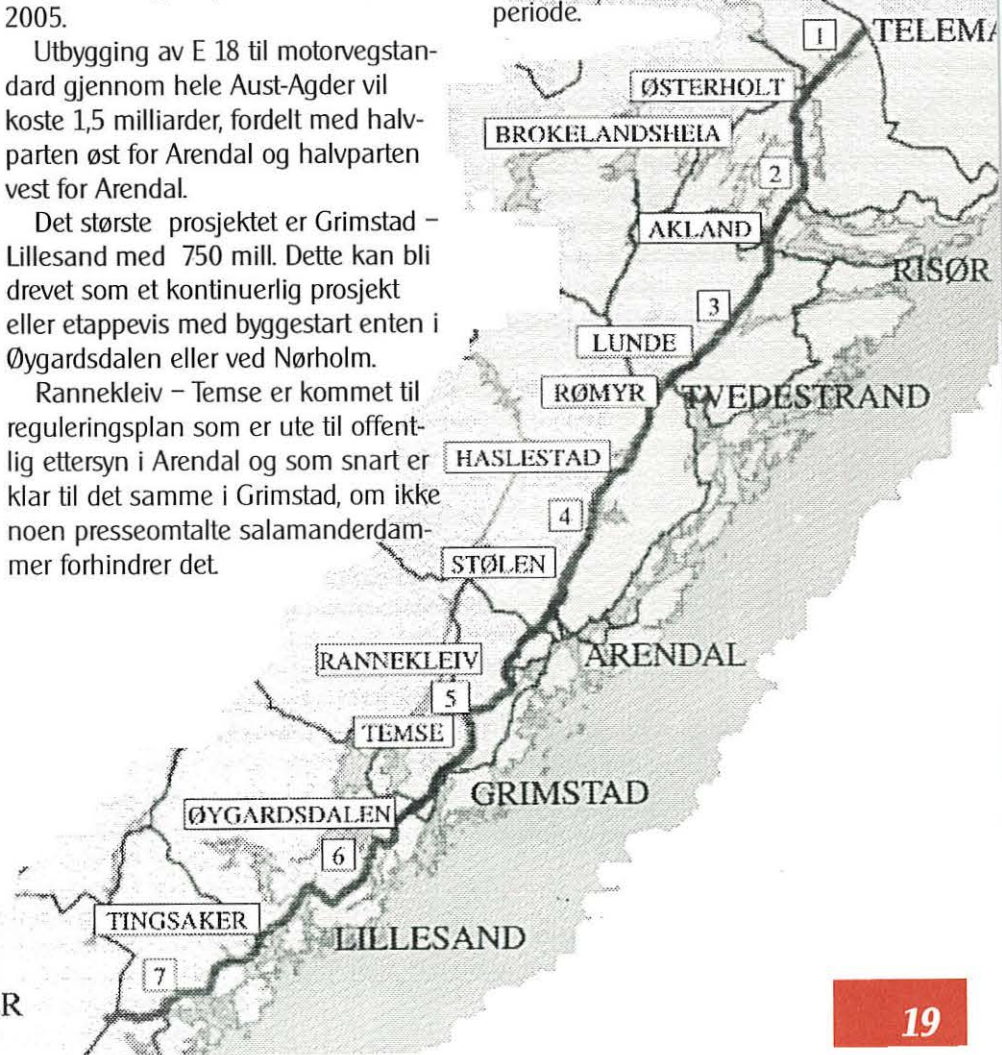 2005.
Utbygging av E 18 til motorvegstan-
dard gjennom hele Aust-Agder vil
koste 1,5 milliarder, fordelt med halv-
parten øst for Arendal og halvparten
vest for Arendal.
Det største prosjektet er Grimstad –
Lillesand med 750 mill. Dette kan bli
drevet som et kontinuerlig prosjekt
eller etappevis med byggestart enten i
Øygardsdalen eller ved Nørholm.
Rannekleiv – Temse er kommet til
reguleringsplan som er ute til offent-
lig ettersyn i Arendal og som snart er
klar til det samme i Grimstad, om ikke
noen presseomtalte salamanderdam-
mer forhindrer det.
periode.
1
TELEMA
ØSTERHOLT
BROKELANDSHEIA
2
AKLAND
RISØR
3
LUNDE
RØMYR
TVEDESTRAND
HASLESTAD
4
STØLEN
ARENDAL
RANNEKLEIV
5
TEMSE
GRIMSTAD
ØYGARDSDALEN
6
TINGSAKER
LILLESAND
7
R
19